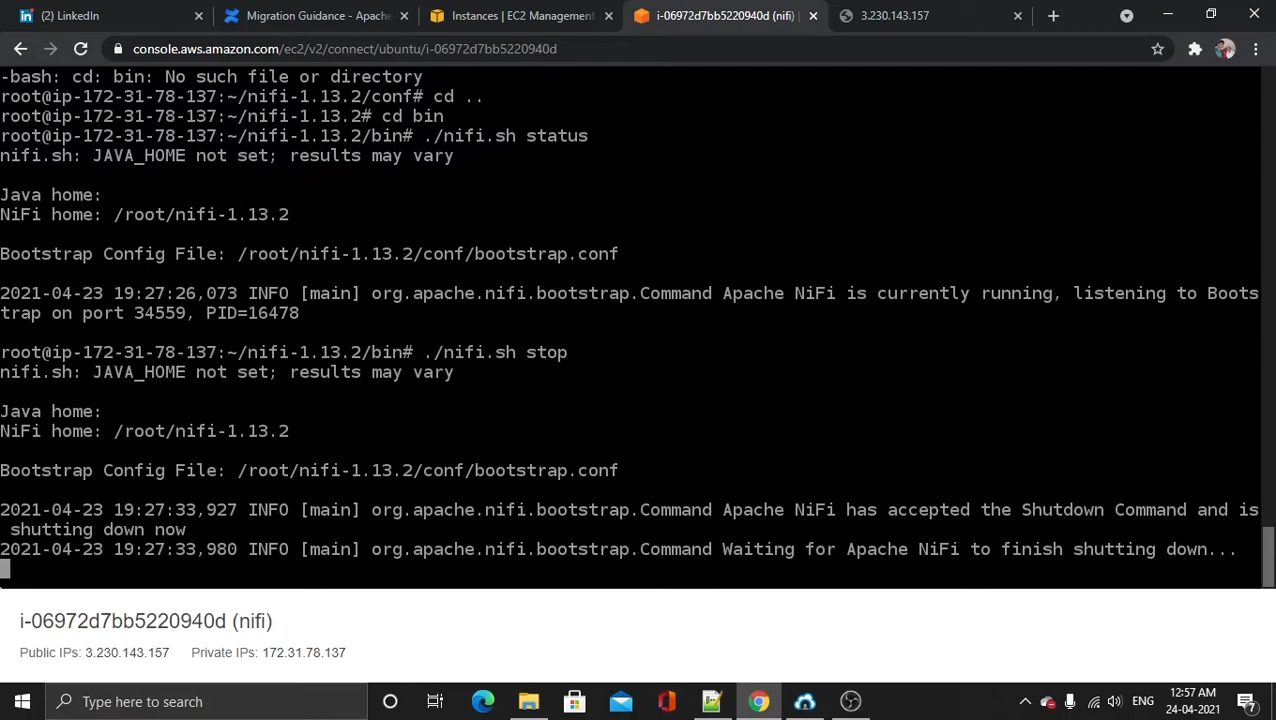 (2) LinkedIn
Migration Guidance - Apache
Instances | EC2 Management
i-06972d7bb5220940d (nifi)
3.230.143.157
console.aws.amazon.com/ec2/v2/connect/ubuntu/i-06972d7bb5220940d
-bash: cd: bin: No such file or directory
root@ip-172-31-78-137:~/nifi-1.13.2/conf# cd ..
root@ip-172-31-78-137:~/nifi-1.13.2# cd bin
root@ip-172-31-78-137:~/nifi-1.13.2/bin# ./nifi.sh status
nifi.sh: JAVA_HOME not set; results may vary
Java home:
NiFi home: /root/nifi-1.13.2
Bootstrap Config File: /root/nifi-1.13.2/conf/bootstrap.conf
2021-04-23 19:27:26,073 INFO [main] org.apache.nifi.bootstrap.Command Apache NiFi is currently running, listening to Boots
trap on port 34559, PID=16478
root@ip-172-31-78-137:~/nifi-1.13.2/bin# ./nifi.sh stop
nifi.sh: JAVA_HOME not set; results may vary
Java home:
NiFi home: /root/nifi-1.13.2
Bootstrap Config File: /root/nifi-1.13.2/conf/bootstrap.conf
2021-04-23 19:27:33,927 INFO [main] org.apache.nifi.bootstrap.Command Apache NiFi has accepted the Shutdown Command and is
shutting down now
2021-04-23 19:27:33,980 INFO [main] org.apache.nifi.bootstrap.Command Waiting for Apache NiFi to finish shutting down...
i-06972d7bb5220940d (nifi)
Public IPs: 3.230.143.157 Private IPs: 172.31.78.137
Type here to search
ENG
12:57 AM
24-04-2021
7